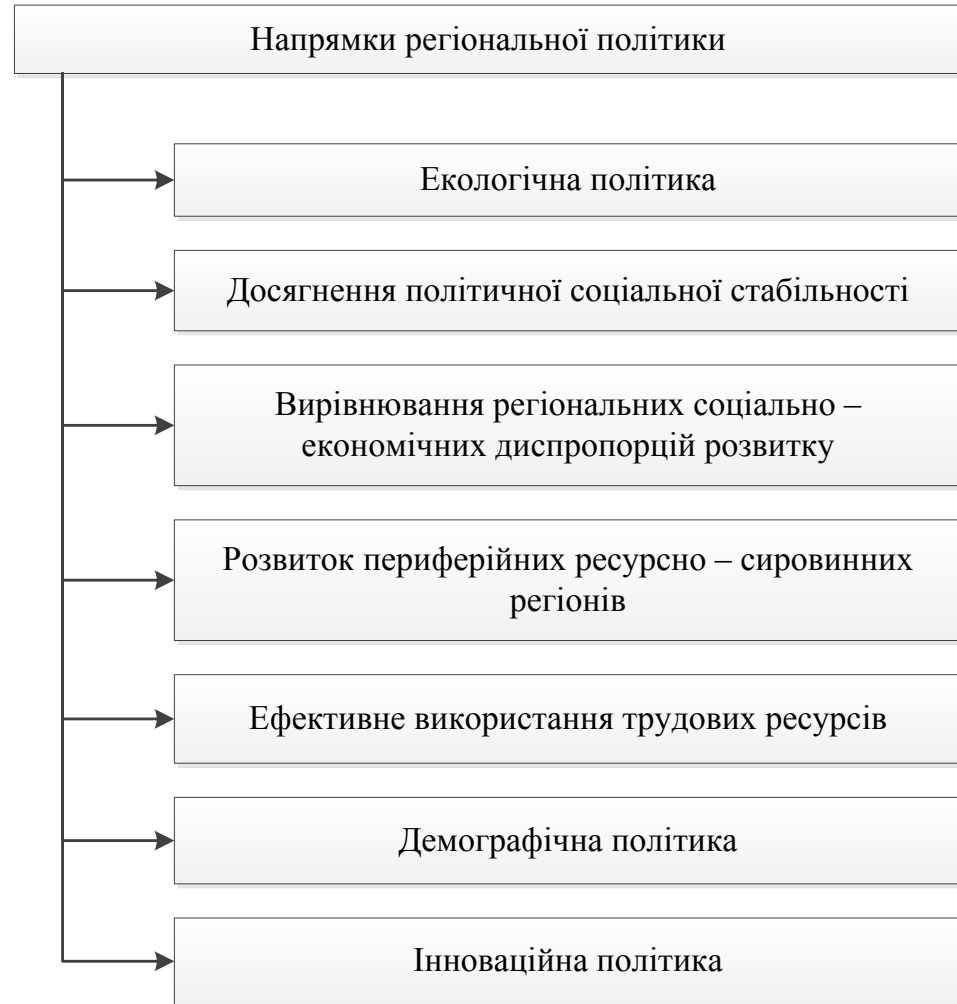 Напрямки регіональної політики
Екологічна політика
Досягнення політичної соціальної стабільності
Вирівнювання регіональних соціально –
економічних диспропорцій розвитку
Розвиток периферійних ресурсно – сировинних
регіонів
Ефективне використання трудових ресурсів
Демографічна політика
Інноваційна політика